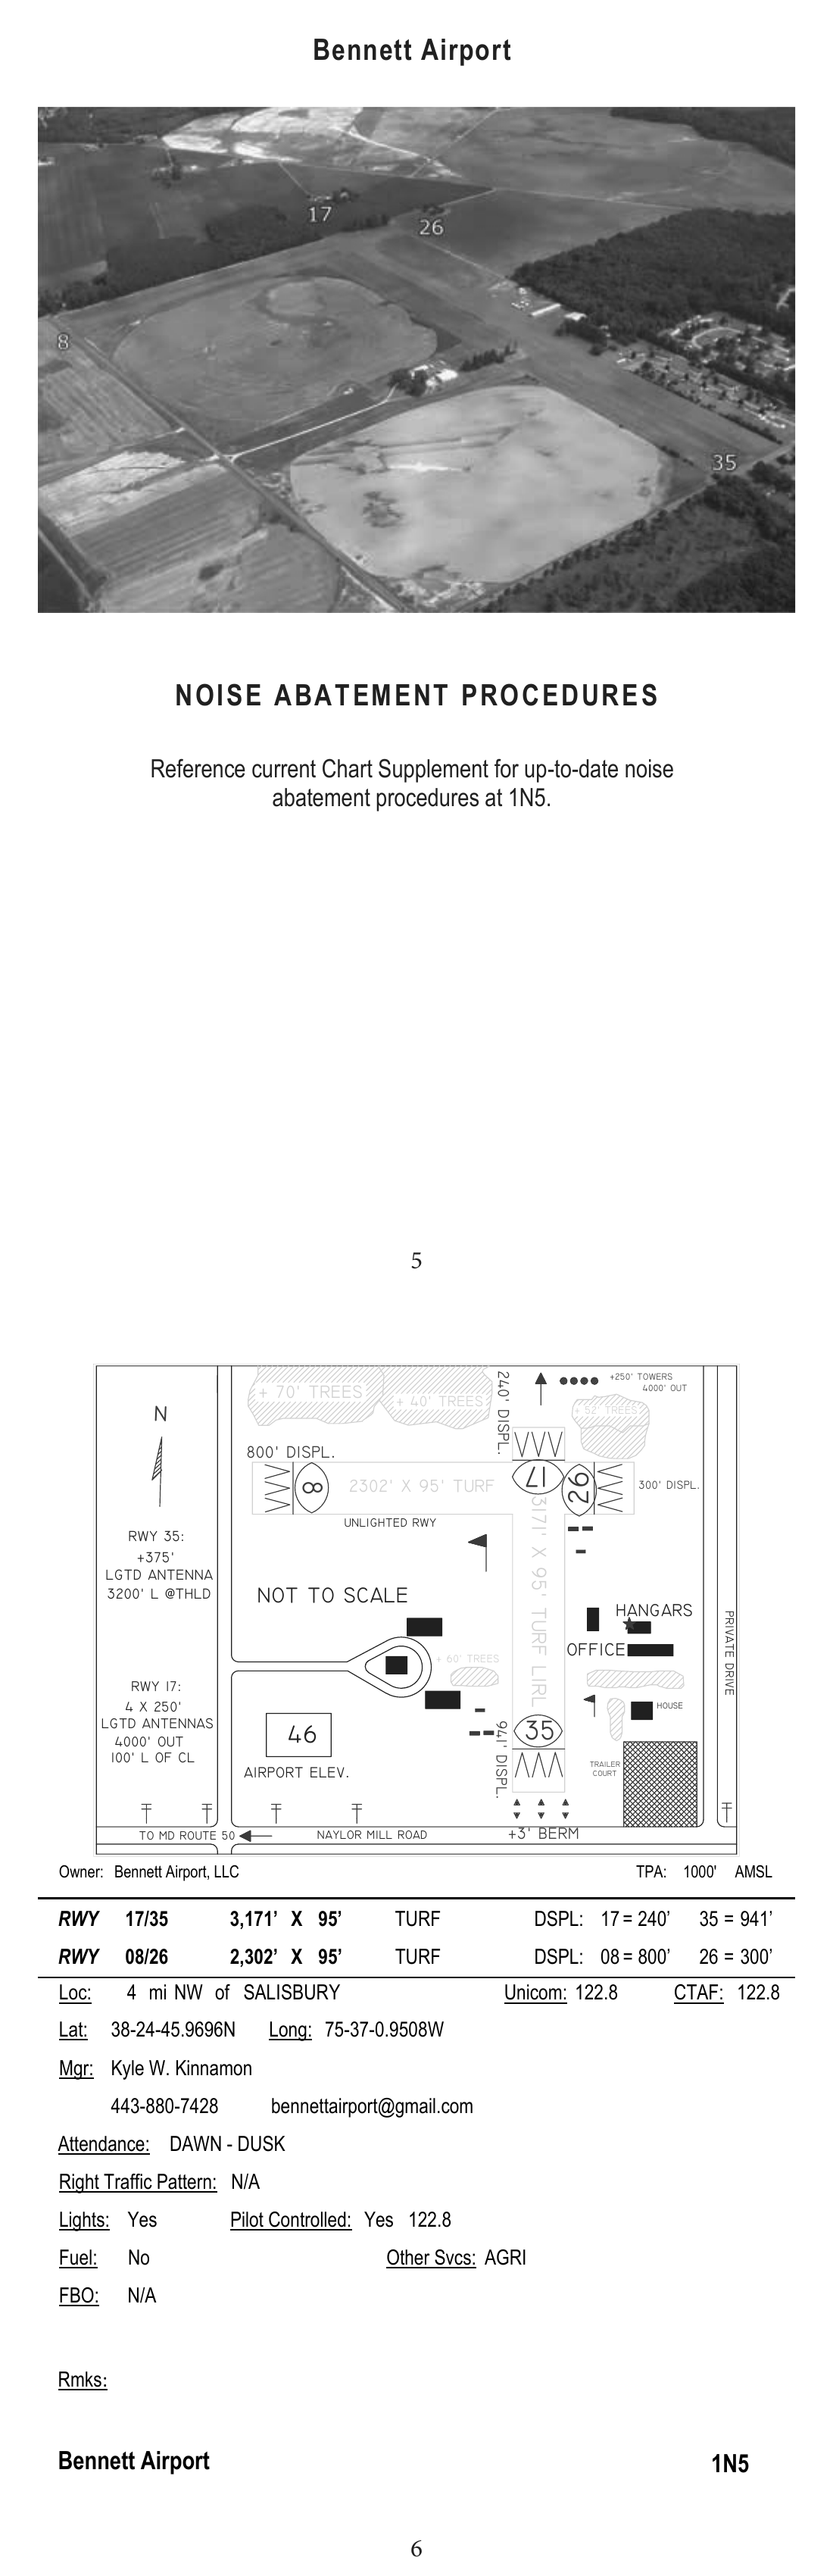 Bennett Airport
17
26
8
35
NOISE ABATEMENT PROCEDURES
Reference current Chart Supplement for up-to-date noise
abatement procedures at 1N5.
5
+ 70' TREES
+ 40' TREES
240' DISPL.
+250' TOWERS
4000' OUT
+ 52' TREES
N
800' DISPL.
8
2302' X 95' TURF
17
26
300' DISPL.
UNLIGHTED RWY
3171' X 95' TURF LIRL
RWY 35:
+375'
LGTD ANTENNA
3200' L @THLD
NOT TO SCALE
HANGARS
OFFICE
PRIVATE DRIVE
+ 60' TREES
RWY 17:
4 X 250'
LGTD ANTENNAS
4000' OUT
100' L OF CL
HOUSE
46
AIRPORT ELEV.
35
941' DISPL.
TRAILER
COURT
TO MD ROUTE 50
NAYLOR MILL ROAD
+3' BERM
Owner: Bennett Airport, LLC TPA: 1000' AMSL
RWY 17/35 3,171’ X 95’ TURF DSPL: 17 = 240’ 35 = 941’
RWY 08/26 2,302’ X 95’ TURF DSPL: 08 = 800’ 26 = 300’
Loc: 4 mi NW of SALISBURY Unicom: 122.8 CTAF: 122.8
Lat: 38-24-45.9696N Long: 75-37-0.9508W
Mgr: Kyle W. Kinnamon
443-880-7428 bennettairport@gmail.com
Attendance: DAWN - DUSK
Right Traffic Pattern: N/A
Lights: Yes Pilot Controlled: Yes 122.8
Fuel: No Other Svcs: AGRI
FBO: N/A
Rmks:
Bennett Airport 1N5
6